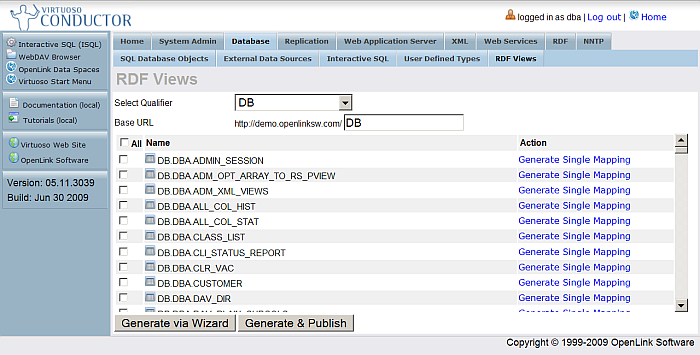 VIRTUOSO
CONDUCTOR
logged in as dba | Log out | Home
Interactive SQL (ISQL)
WebDAV Browser
OpenLink Data Spaces
Virtuoso Start Menu
Documentation (local)
Tutorials (local)
Virtuoso Web Site
OpenLink Software
Version: 05.11.3039
Build: Jun 30 2009
Home System Admin Database Replication Web Application Server XML Web Services RDF NNTP
SQL Database Objects External Data Sources Interactive SQL User Defined Types RDF Views
RDF Views
Select Qualifier DB
Base URL http://demo.openlinksw.com/ DB
All Name Action
DB.DBA.ADMIN_SESSION Generate Single Mapping
DB.DBA.ADM_OPT_ARRAY_TO_RS_PVIEW Generate Single Mapping
DB.DBA.ADM_XML_VIEWS Generate Single Mapping
DB.DBA.ALL_COL_HIST Generate Single Mapping
DB.DBA.ALL_COL_STAT Generate Single Mapping
DB.DBA.CLASS_LIST Generate Single Mapping
DB.DBA.CLI_STATUS_REPORT Generate Single Mapping
DB.DBA.CLR_VAC Generate Single Mapping
DB.DBA.CUSTOMER Generate Single Mapping
DB.DBA.DAV_DIR Generate Single Mapping
Generate via Wizard Generate & Publish
Copyright © 1999-2009 OpenLink Software